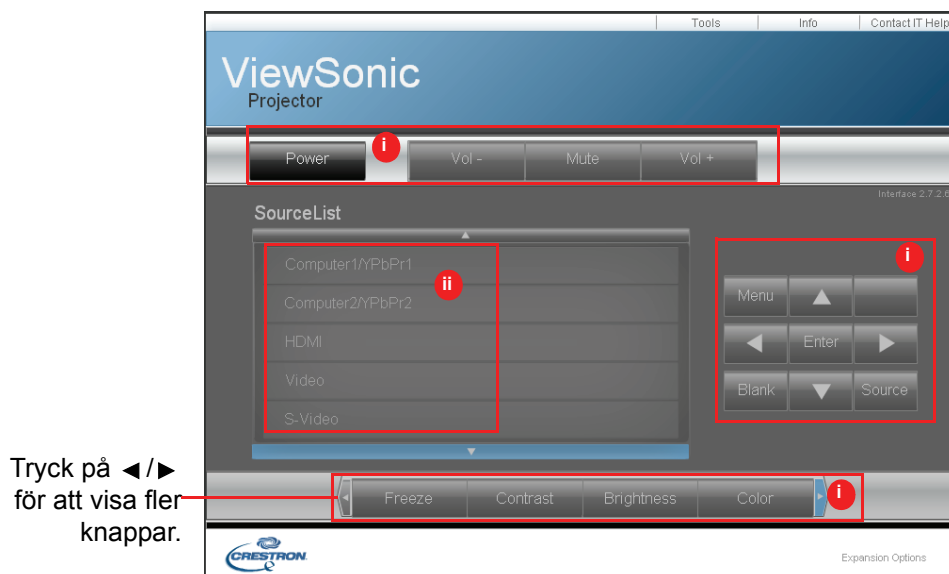 Tools Info Contact IT Help
ViewSonic
Projector
Power i Vol - Mute Vol +
Interface 2.7.2.6
SourceList
i
Computer1/YPbPr1
ii
Computer2/YPbPr2
HDMI
Video
S-Video
Menu
Enter
Blank Source
Tryck på ◄/►
för att visa fler
knappar.
Freeze Contrast Brightness Color i
CRESTRON
Expansion Options